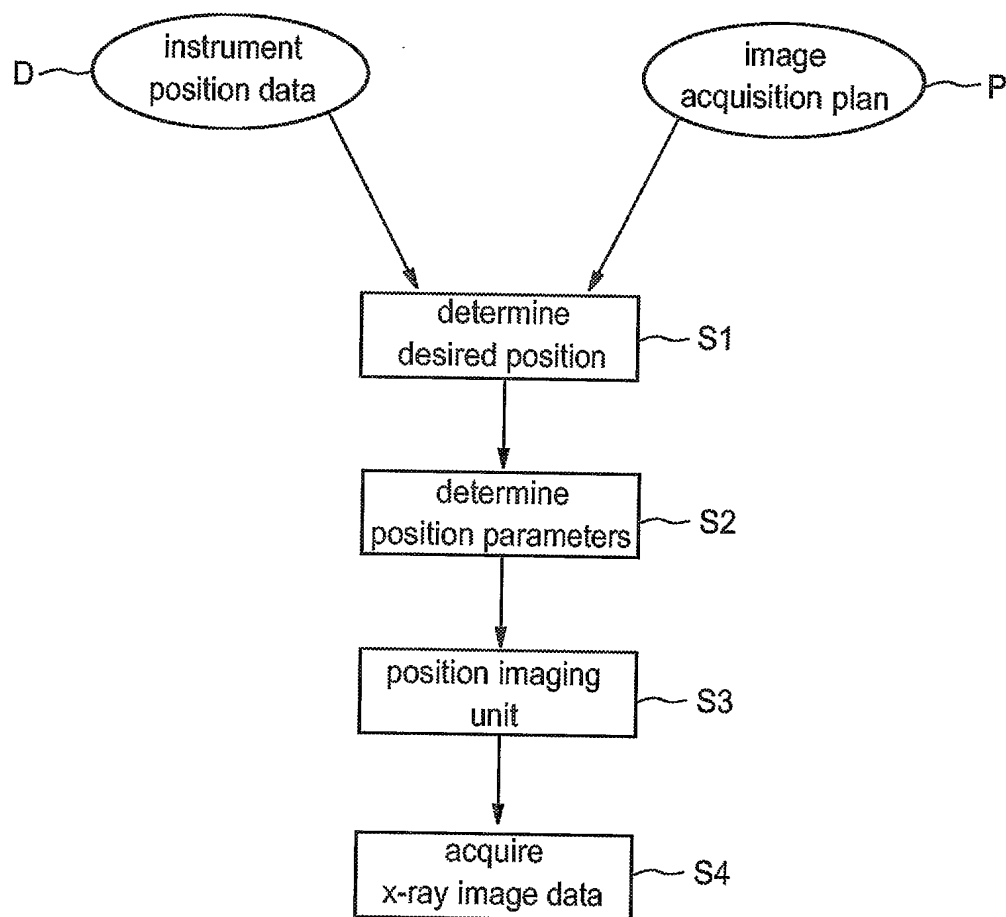 instrument
position data
D
image
acquisition plan
P
determine
desired position
S1
determine
position parameters
S2
position imaging
unit
S3
acquire
x-ray image data
S4